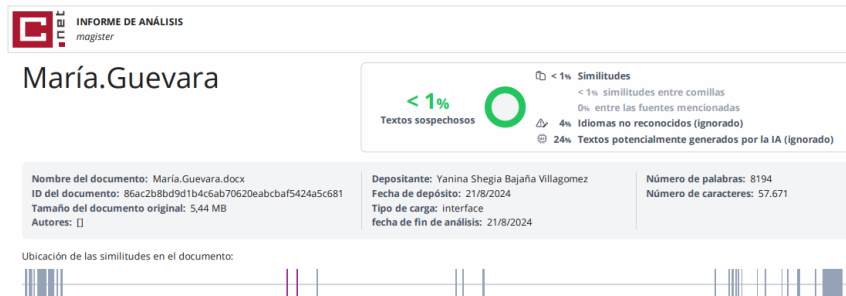 C .net
INFORME DE ANÁLISIS
magister
María.Guevara
< 1%
Textos sospechosos
< 1% Similitudes
< 1% similitudes entre comillas
0% entre las fuentes mencionadas
4% Idiomas no reconocidos (ignorado)
24% Textos potencialmente generados por la IA (ignorado)
Nombre del documento: María.Guevara.docx
ID del documento: 86ac2b8bd9d1b4c6ab70620eabcbaf5424a5c681
Tamaño del documento original: 5,44 MB
Autores: []
Depositante: Yanina Shegia Bajaña Villagomez
Fecha de depósito: 21/8/2024
Tipo de carga: interface
fecha de fin de análisis: 21/8/2024
Número de palabras: 8194
Número de caracteres: 57.671
Ubicación de las similitudes en el documento: